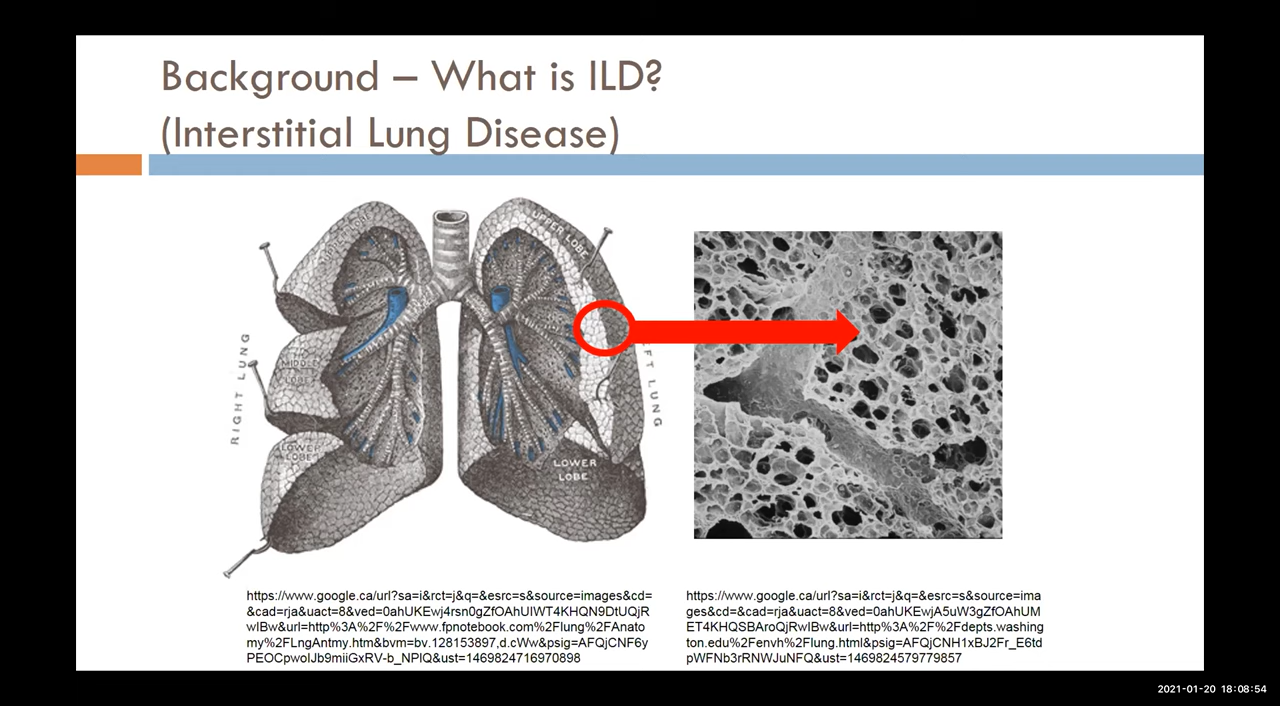 Background – What is ILD?
(Interstitial Lung Disease)
UPPER LOBE
RIGHT LUNG
MIDDLE
LOBE
LOWER
LOBE
LOWER
LOBE
LUNG
https://www.google.ca/url?sa=i&rct=j&q=&esrc=s&source=images&cd=
&cad=rja&uact=8&ved=0ahUKEwj4rsn0gZfOAhUIWT4KHQN9DtUQjR
wIBw&url=http%3A%2F%2Fwww.fpnotebook.com%2Flung%2FAnato
my%2FLngAntmy.htm&bvm=bv.128153897,d.cWw&psig=AFQjCNF6y
PEOCpwoIJb9miiGxRV-b_NPlQ&ust=1469824716970898
https://www.google.ca/url?sa=i&rct=j&q=&esrc=s&source=ima
ges&cd=&cad=rja&uact=8&ved=0ahUKEwjA5uW3gZfOAhUM
ET4KHQSBAroQjRwIBw&url=http%3A%2F%2Fdepts.washing
ton.edu%2Fenvh%2Flung.html&psig=AFQjCNH1xBJ2Fr_E6td
pWFNb3rRNWJuNFQ&ust=1469824579779857
2021-01-20 18:08:54